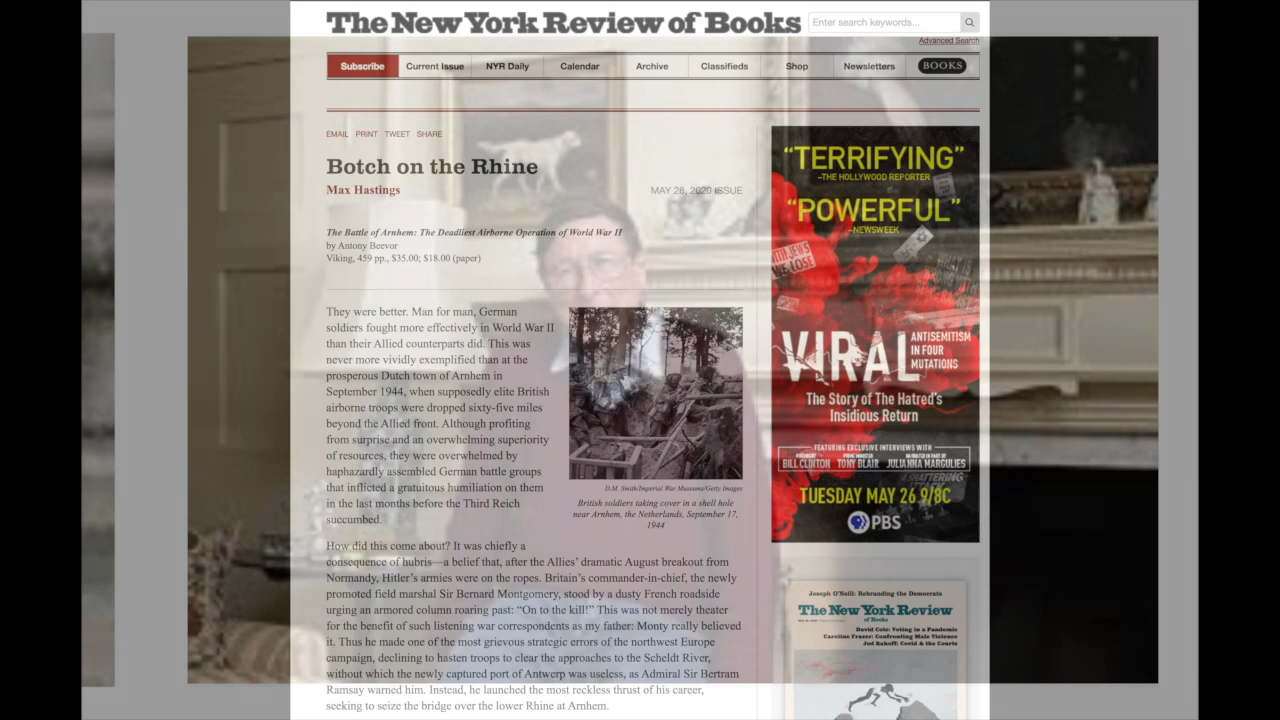 The New York Review of Books
Enter search keywords...
Advanced Search
Subscribe
Current Issue
NYR Daily
Calendar
Archive
Classifieds
Shop
Newsletters
BOOKS
EMAIL PRINT TWEET SHARE
Botch on the Rhine
Max Hastings
MAY 28, 2020 ISSUE
The Battle of Arnhem: The Deadliest Airborne Operation of World War II
by Antony Beevor
Viking, 459 pp., $35.00; $18.00 (paper)
They were better. Man for man, German
soldiers fought more effectively in World War II
than their Allied counterparts did. This was
never more vividly exemplified than at the
prosperous Dutch town of Arnhem in
September 1944, when supposedly elite British
airborne troops were dropped sixty-five miles
beyond the Allied front. Although profiting
from surprise and an overwhelming superiority
of resources, they were overwhelmed by
haphazardly assembled German battle groups
that inflicted a gratuitous humiliation on them
in the last months before the Third Reich
succumbed.
D.M. Smith/Imperial War Museums/Getty Images
British soldiers taking cover in a shell hole
near Arnhem, the Netherlands, September 17,
1944
How did this come about? It was chiefly a
consequence of hubris—a belief that, after the Allies’ dramatic August breakout from
Normandy, Hitler’s armies were on the ropes. Britain’s commander-in-chief, the newly
promoted field marshal Sir Bernard Montgomery, stood by a dusty French roadside
urging an armored column roaring past: “On to the kill!” This was not merely theater
for the benefit of such listening war correspondents as my father: Monty really believed
it. Thus he made one of the most grievous strategic errors of the northwest Europe
campaign, declining to hasten troops to clear the approaches to the Scheldt River,
without which the newly captured port of Antwerp was useless, as Admiral Sir Bertram
Ramsay warned him. Instead, he launched the most reckless thrust of his career,
seeking to seize the bridge over the lower Rhine at Arnhem.
“TERRIFYING”
–THE HOLLYWOOD REPORTER
“POWERFUL”
–NEWSWEEK
WITH JEWS
WE LOSE
VIRAL
ANTISEMITISM
IN FOUR
MUTATIONS
The Story of The Hatred’s
Insidious Return
FEATURING EXCLUSIVE INTERVIEWS WITH
BILL CLINTON TONY BLAIR JULIANNA MARGULIES
TUESDAY MAY 26 9/8C
PBS
Joseph O’Neill: Rebranding the Democrats
The New York Review
of Books
David Cole: Voting in a Pandemic
Caroline Fraser: Confronting Male Violence
Jed Rakoff: Covid & the Courts